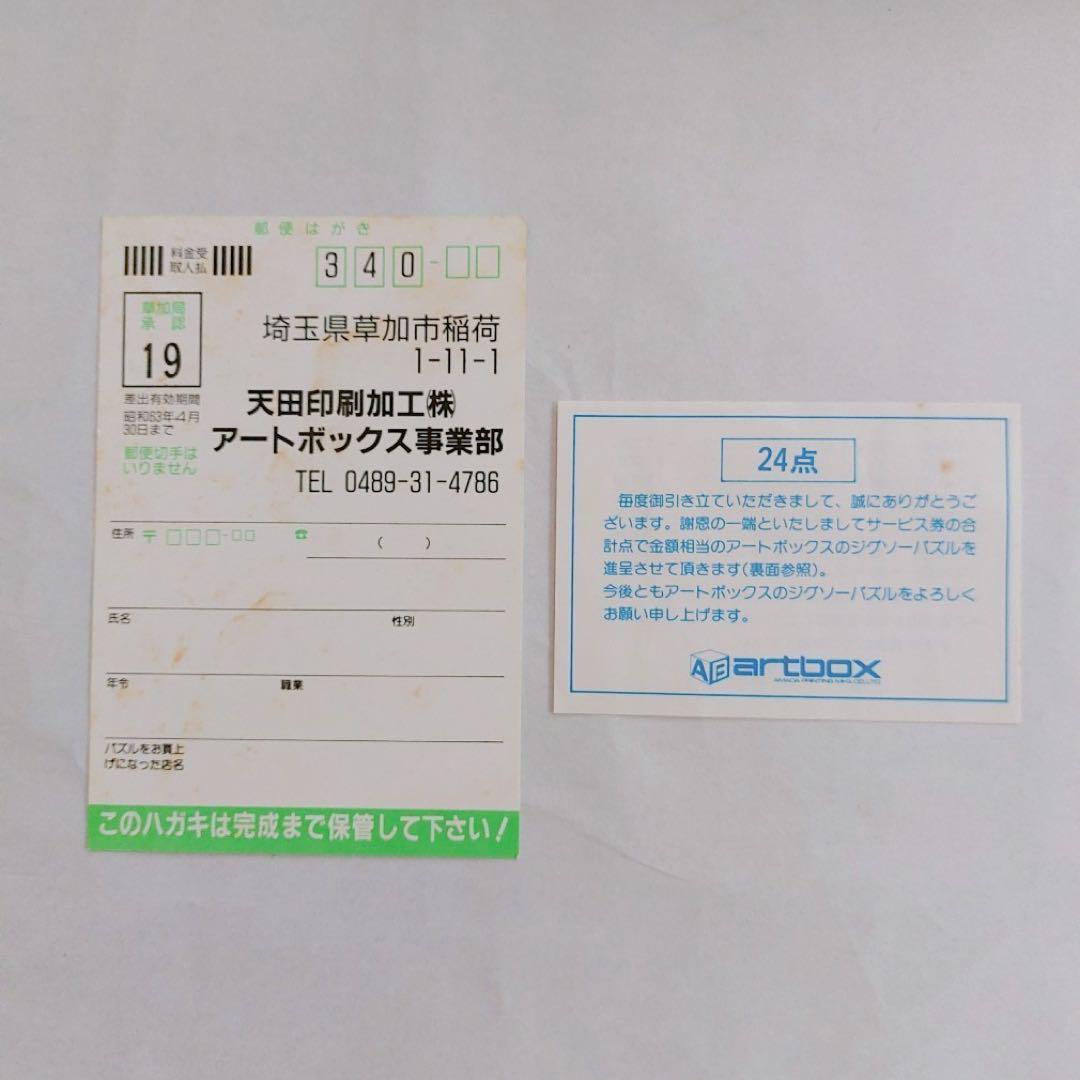 郵便はがき
料金受
取人払
340-
草加局
承認
19
差出有効期間
昭和63年4月
30日まで
郵便切手は
いりません
埼玉県草加市稲荷
1-11-1
天田印刷加工㈱
アートボックス事業部
TEL 0489-31-4786
住所 〒 - ☎
( )
氏名 性別
年令 職業
パズルをお買上
げになった店名
このハガキは完成まで保管して下さい!
24点
毎度御引き立ていただきまして、誠にありがとうご
ざいます。謝恩の一端といたしましてサービス券の合
計点で金額相当のアートボックスのジグソーパズルを
進呈させて頂きます(裏面参照)。
今後ともアートボックスのジグソーパズルをよろしく
お願い申し上げます。
AB artbox
AMADA PRINTING MFG.CO.,LTD.